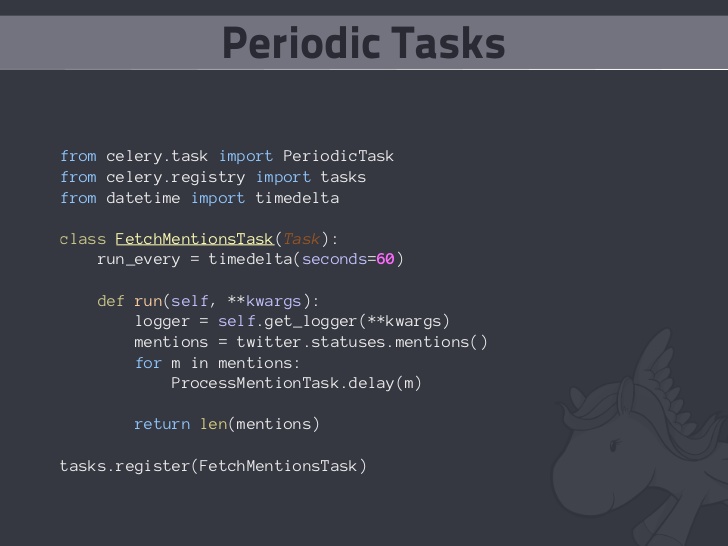 Periodic Tasks
from celery.task import PeriodicTask
from celery.registry import tasks
from datetime import timedelta
class FetchMentionsTask(Task):
    run_every = timedelta(seconds=60)
    def run(self, **kwargs):
        logger = self.get_logger(**kwargs)
        mentions = twitter.statuses.mentions()
        for m in mentions:
            ProcessMentionTask.delay(m)
        return len(mentions)
tasks.register(FetchMentionsTask)